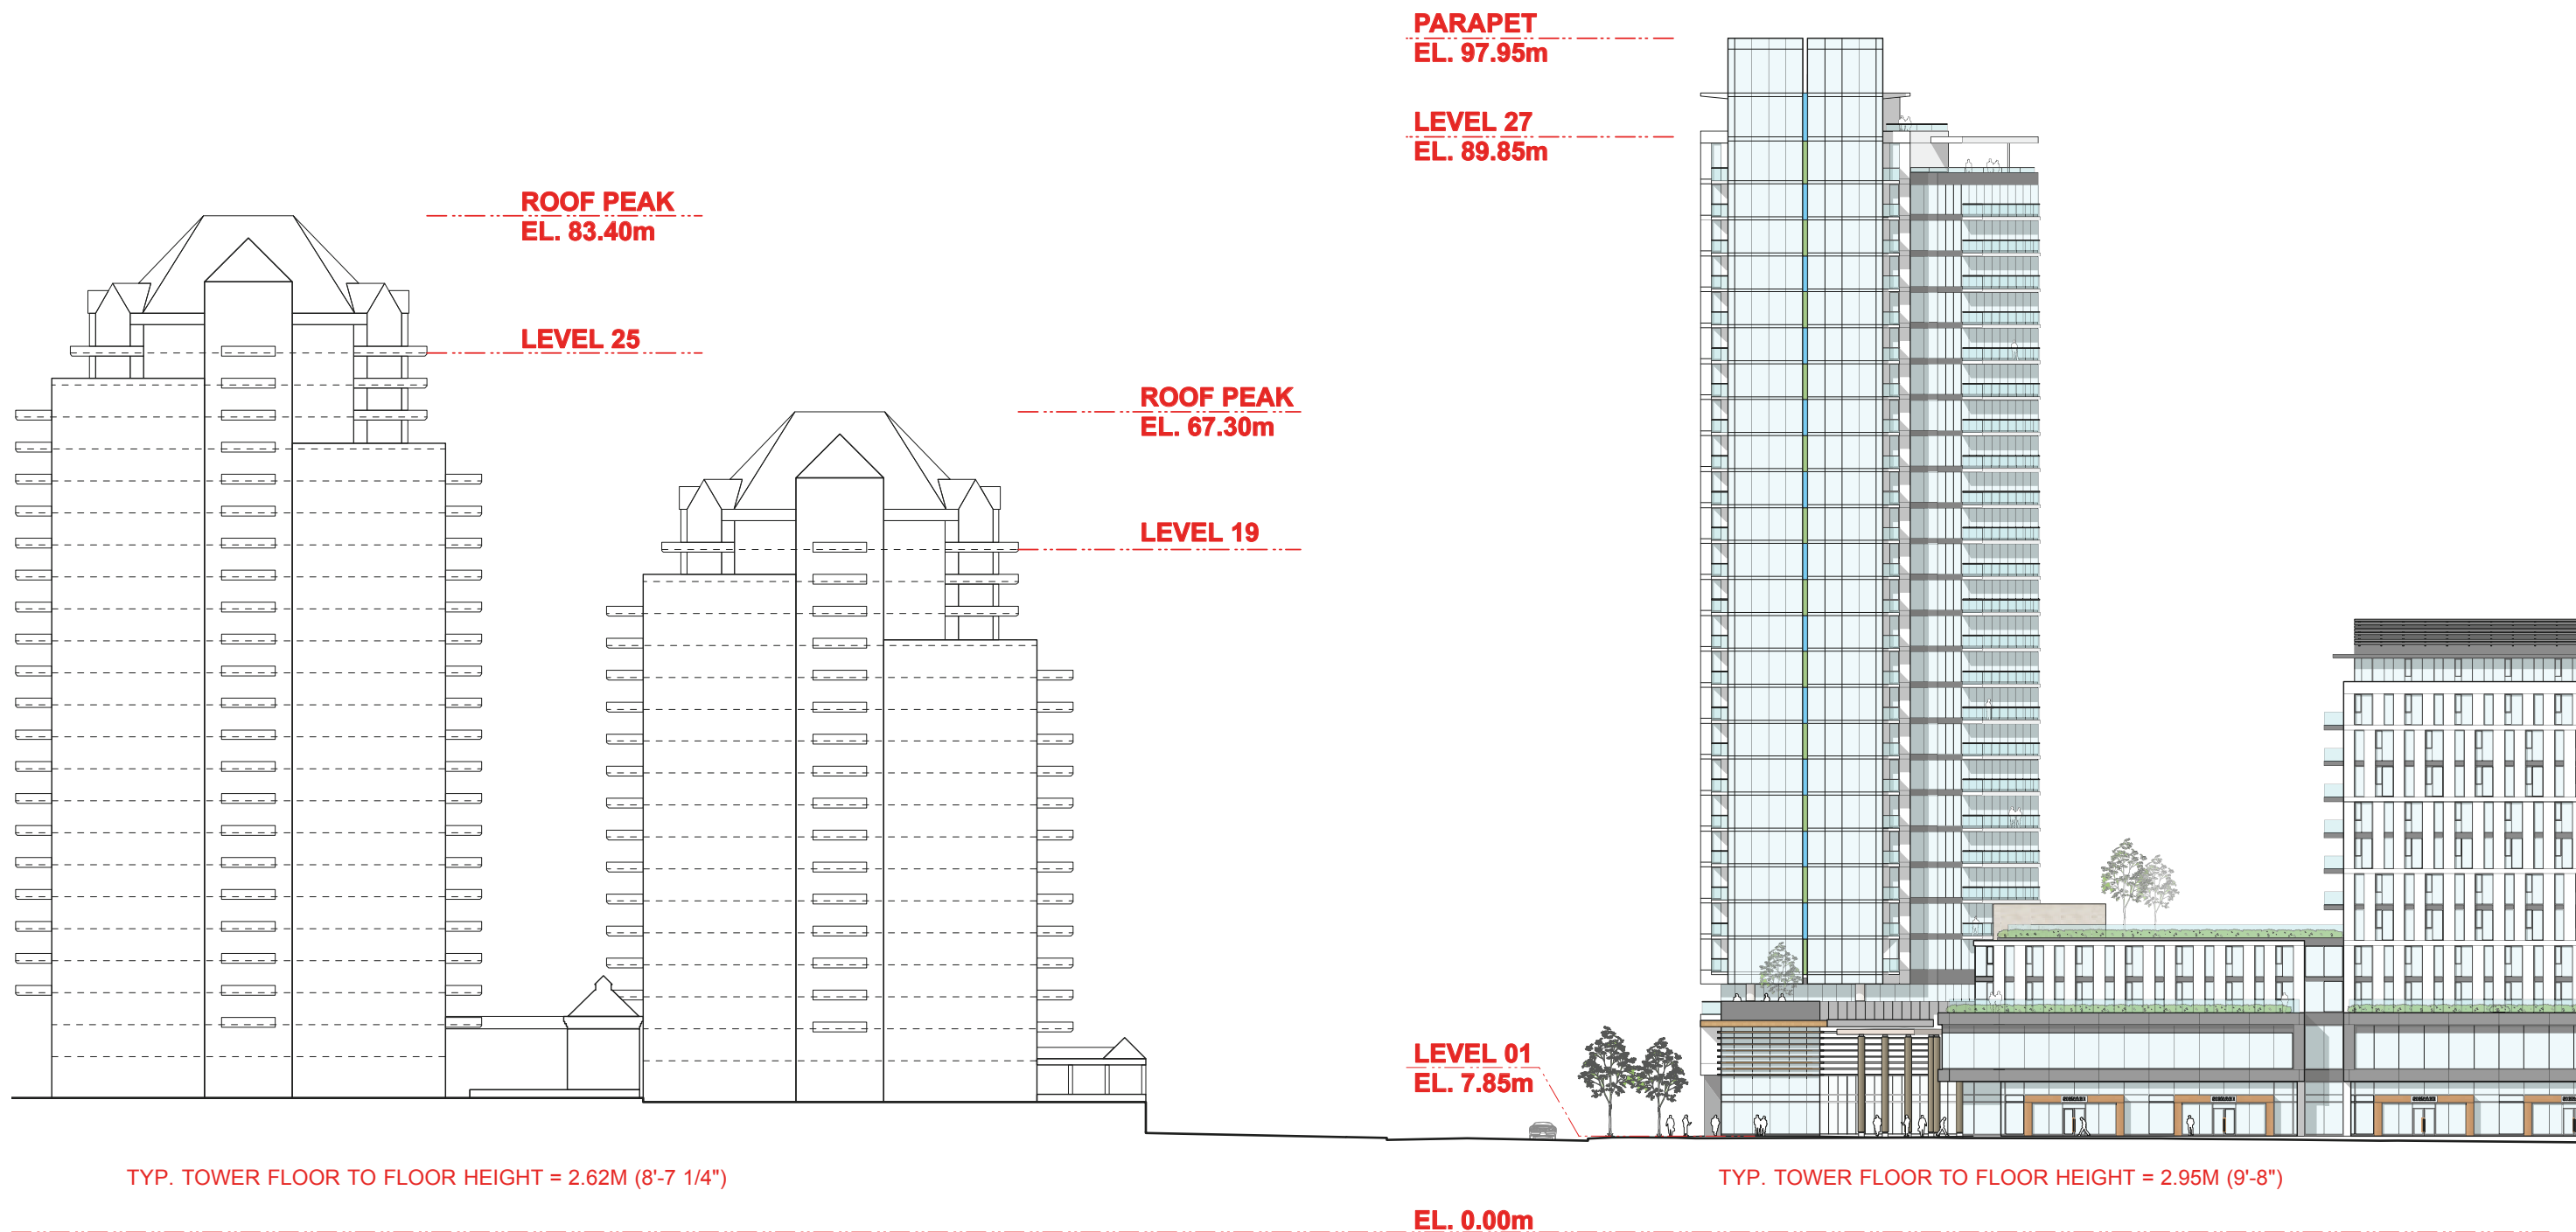 PARAPET
EL. 97.95m
LEVEL 27
EL. 89.85m
ROOF PEAK
EL. 83.40m
LEVEL 25
ROOF PEAK
EL. 67.30m
LEVEL 19
LEVEL 01
EL. 7.85m
TYP. TOWER FLOOR TO FLOOR HEIGHT = 2.62M (8'-7 1/4")
TYP. TOWER FLOOR TO FLOOR HEIGHT = 2.95M (9'-8")
EL. 0.00m